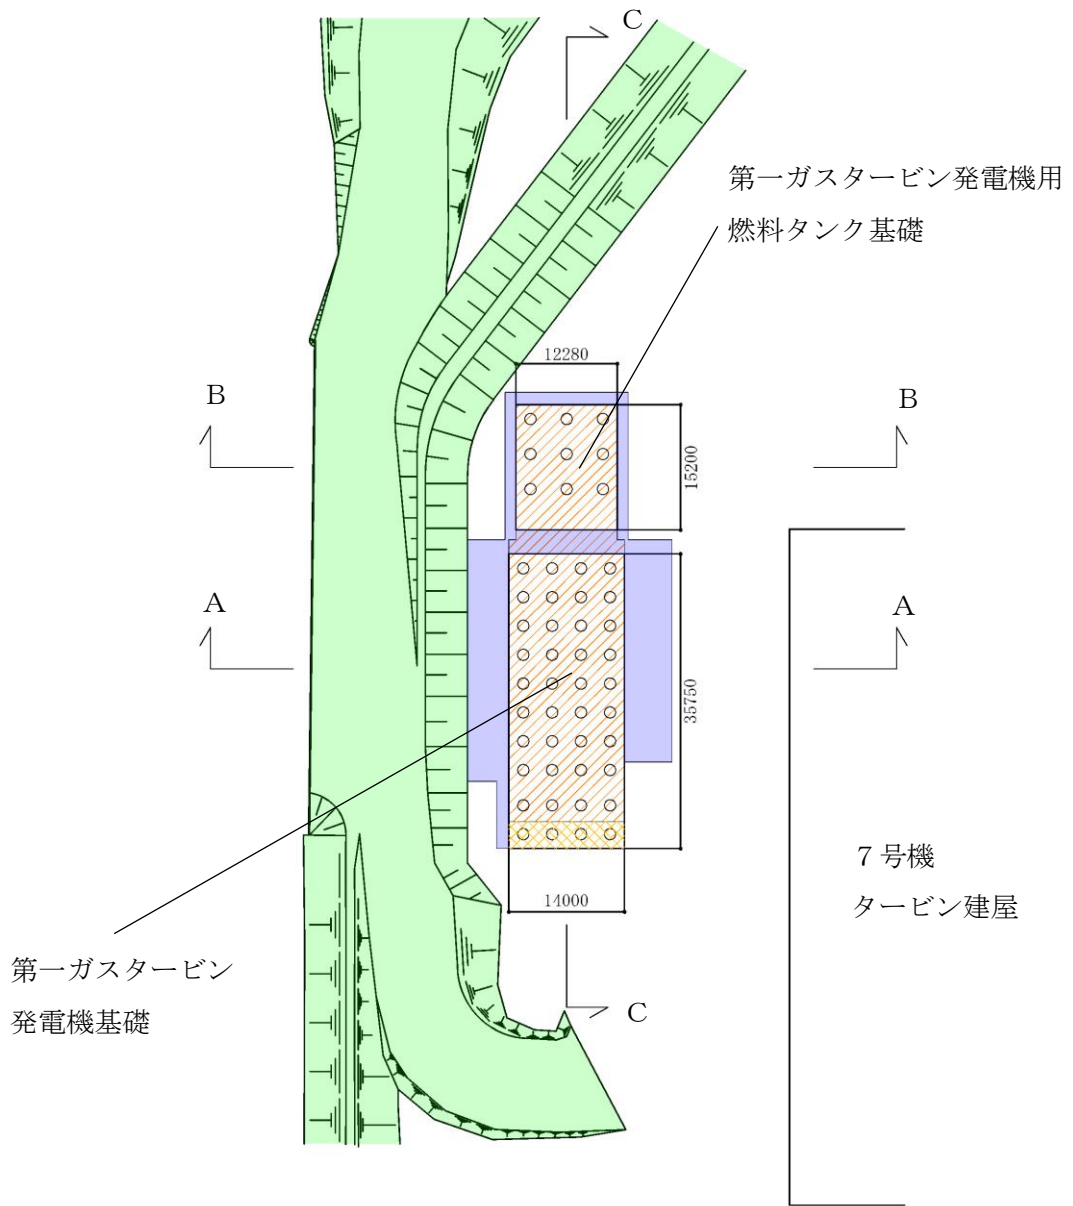 C
第一ガスタービン発電機用
燃料タンク基礎
12280
B
B
15200
A
A
35750
7号機
タービン建屋
14000
第一ガスタービン
発電機基礎
C